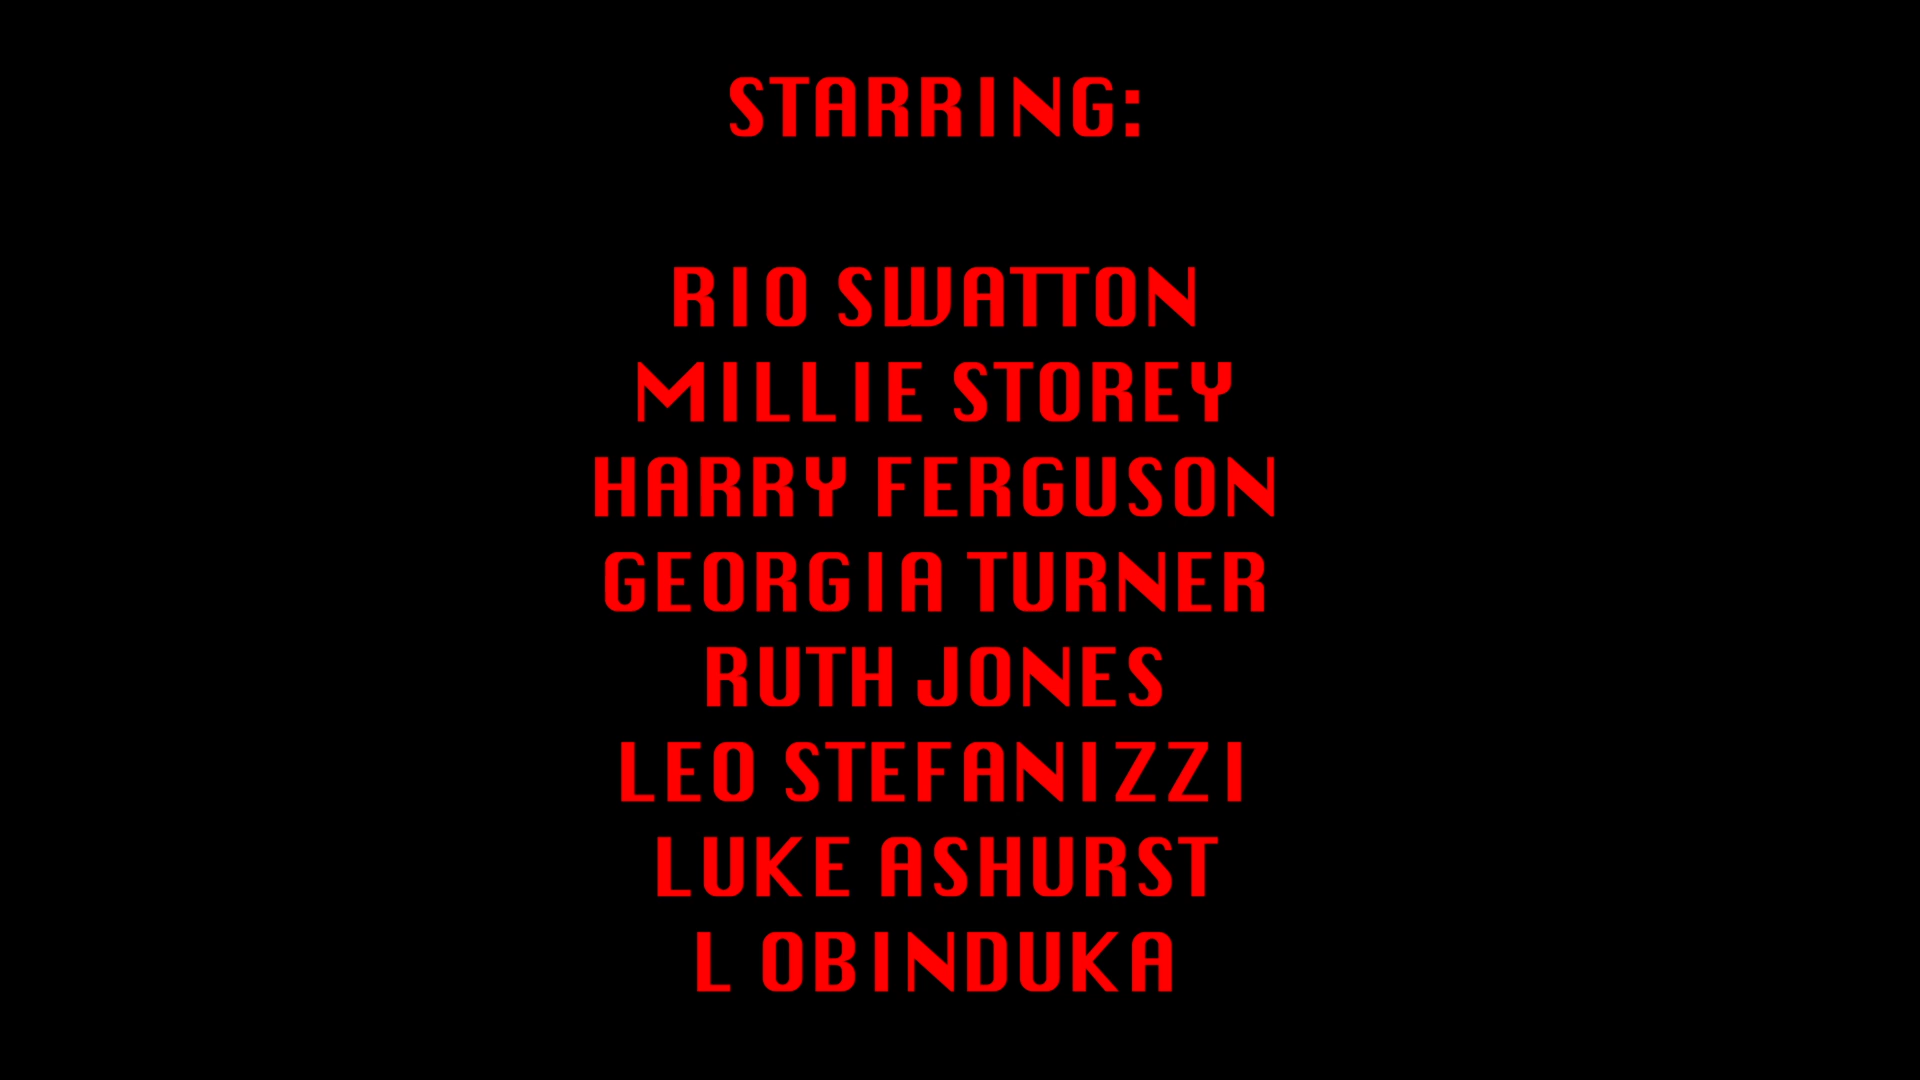 STARRING:
RIO SWATTON
MILLIE STOREY
HARRY FERGUSON
GEORGIA TURNER
RUTH JONES
LEO STEFANIZZI
LUKE ASHURST
L OBINDUKA